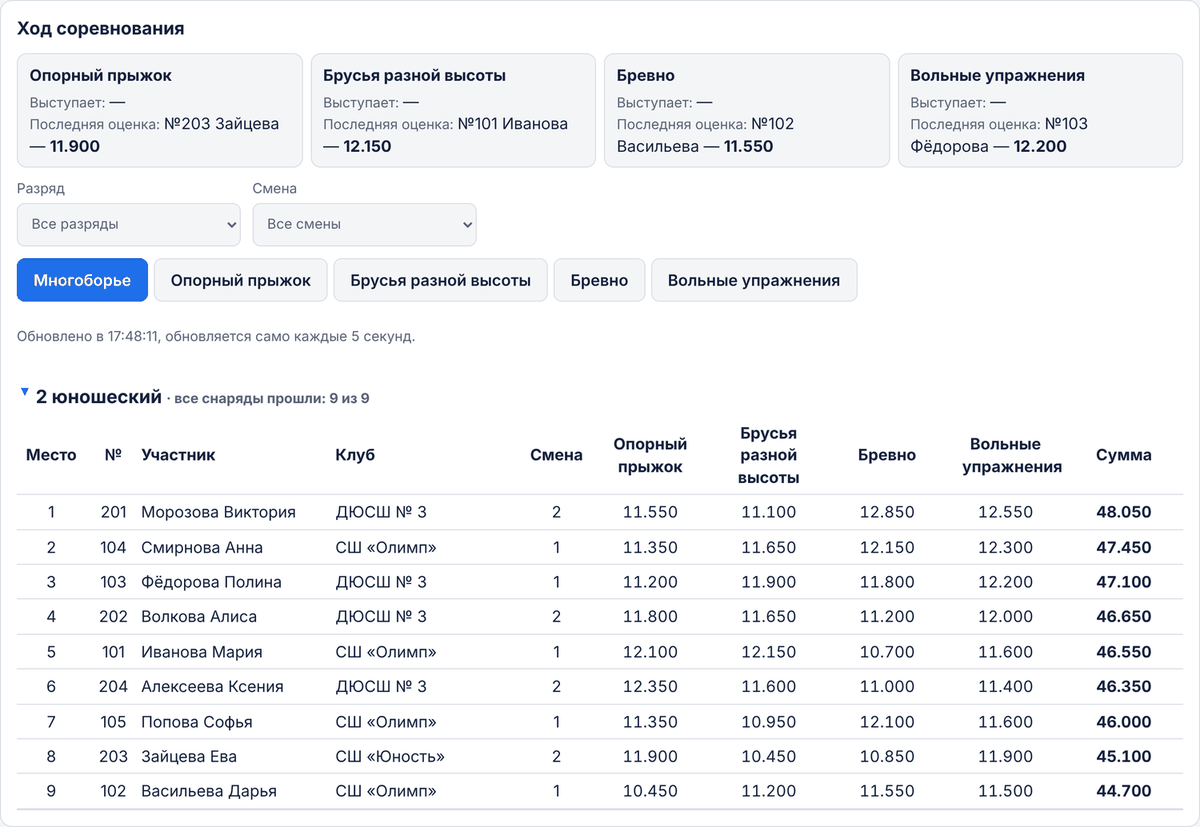 Ход соревнования
Опорный прыжок
Выступает: —
Последняя оценка: №203 Зайцева
— 11.900
Брусья разной высоты
Выступает: —
Последняя оценка: №101 Иванова
— 12.150
Бревно
Выступает: —
Последняя оценка: №102
Васильева — 11.550
Вольные упражнения
Выступает: —
Последняя оценка: №103
Фёдорова — 12.200
Разряд Смена
Все разряды Все смены
Многоборье Опорный прыжок Брусья разной высоты Бревно Вольные упражнения
Обновлено в 17:48:11, обновляется само каждые 5 секунд.
▼ 2 юношеский · все снаряды прошли: 9 из 9
Место № Участник Клуб Смена Опорный прыжок Брусья разной высоты Бревно Вольные упражнения Сумма
1 201 Морозова Виктория ДЮСШ № 3 2 11.550 11.100 12.850 12.550 48.050
2 104 Смирнова Анна СШ «Олимп» 1 11.350 11.650 12.150 12.300 47.450
3 103 Фёдорова Полина ДЮСШ № 3 1 11.200 11.900 11.800 12.200 47.100
4 202 Волкова Алиса ДЮСШ № 3 2 11.800 11.650 11.200 12.000 46.650
5 101 Иванова Мария СШ «Олимп» 1 12.100 12.150 10.700 11.600 46.550
6 204 Алексеева Ксения ДЮСШ № 3 2 12.350 11.600 11.000 11.400 46.350
7 105 Попова Софья СШ «Олимп» 1 11.350 10.950 12.100 11.600 46.000
8 203 Зайцева Ева СШ «Юность» 2 11.900 10.450 10.850 11.900 45.100
9 102 Васильева Дарья СШ «Олимп» 1 10.450 11.200 11.550 11.500 44.700